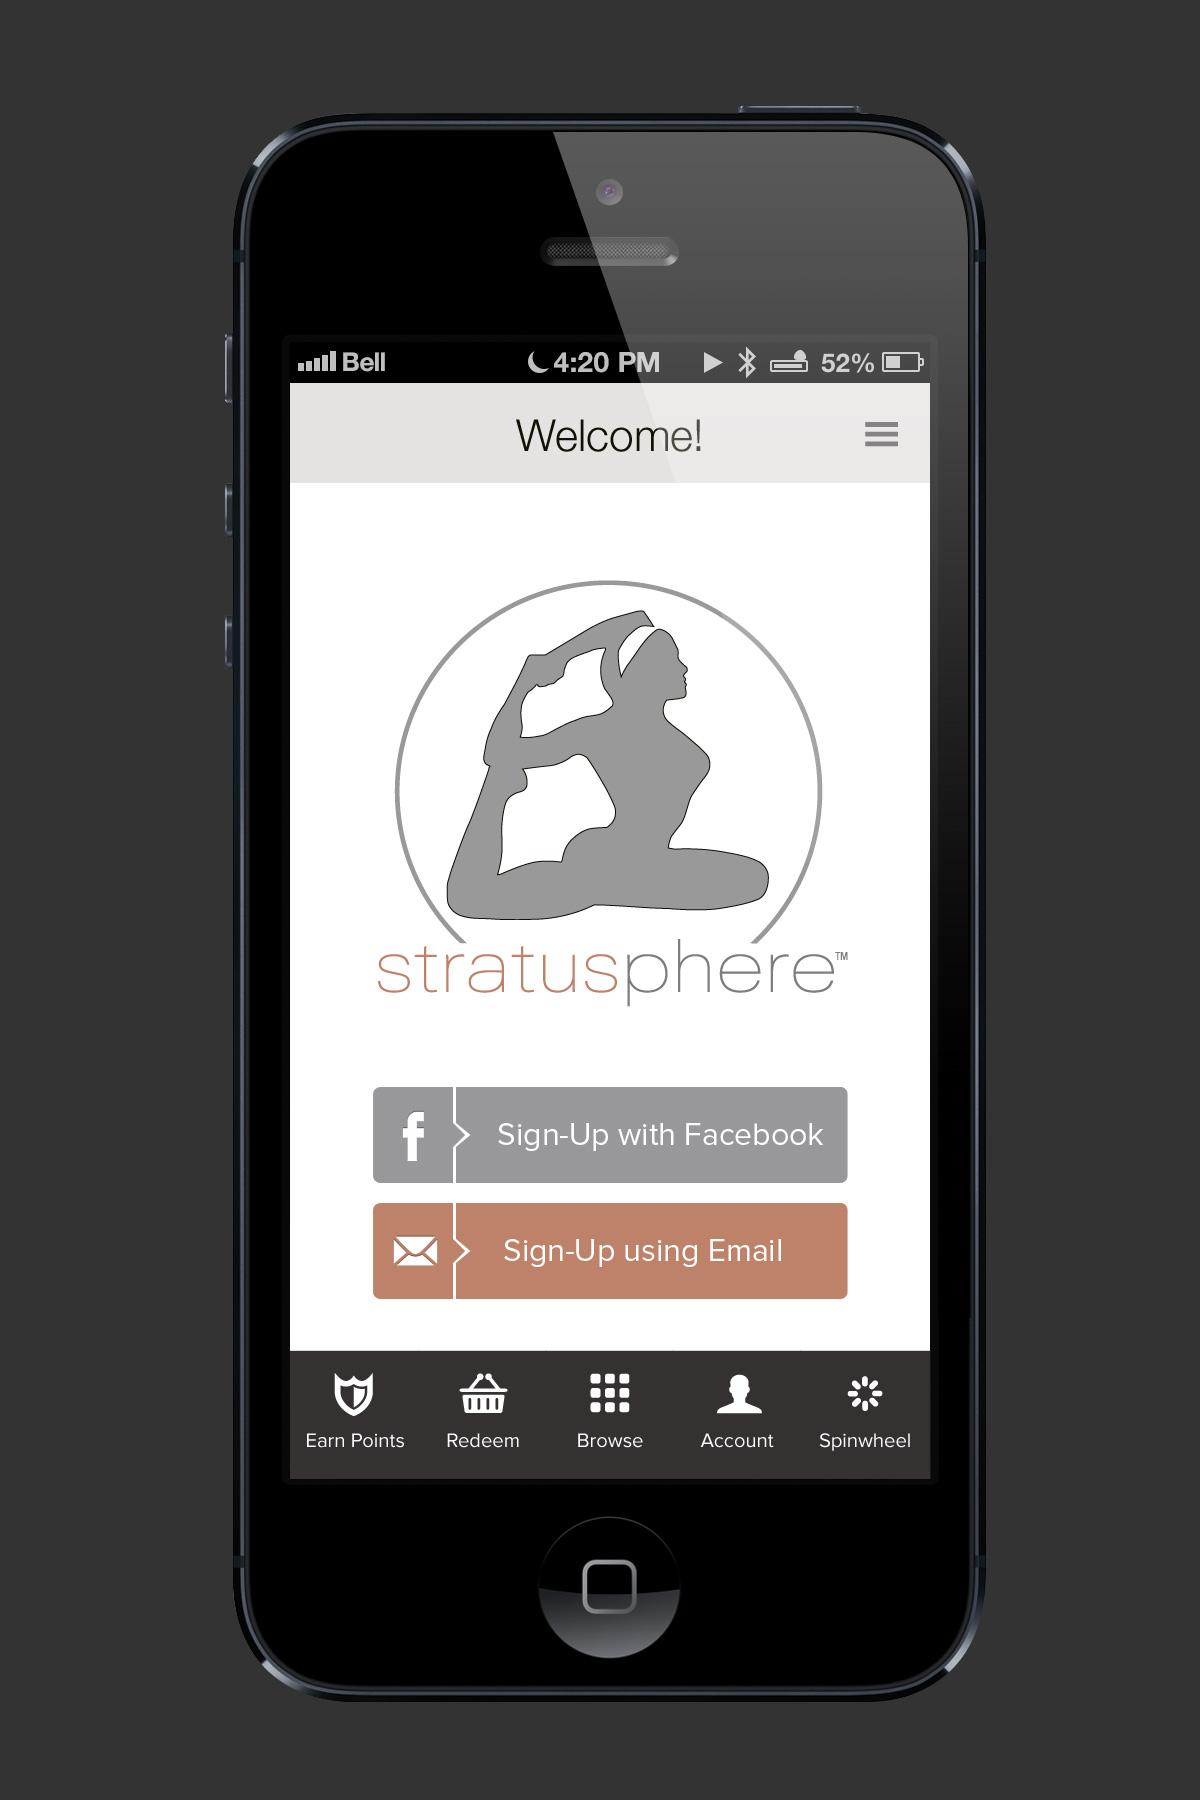 Bell 4:20 PM 52%
Welcome!
stratusphere™
Sign-Up with Facebook
Sign-Up using Email
Earn Points Redeem Browse Account Spinwheel